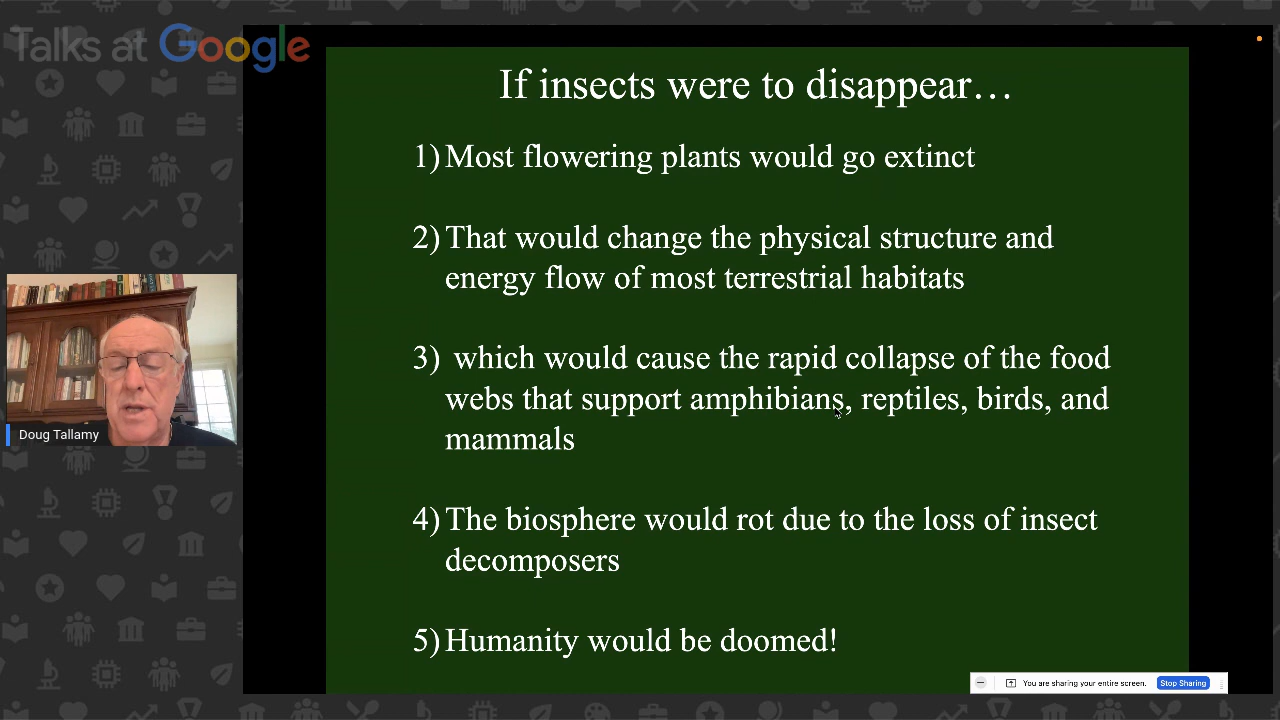 Talks at Google
If insects were to disappear…
1) Most flowering plants would go extinct
2) That would change the physical structure and
energy flow of most terrestrial habitats
3) which would cause the rapid collapse of the food
webs that support amphibians, reptiles, birds, and
mammals
4) The biosphere would rot due to the loss of insect
decomposers
5) Humanity would be doomed!
Doug Tallamy
You are sharing your entire screen. Stop Sharing